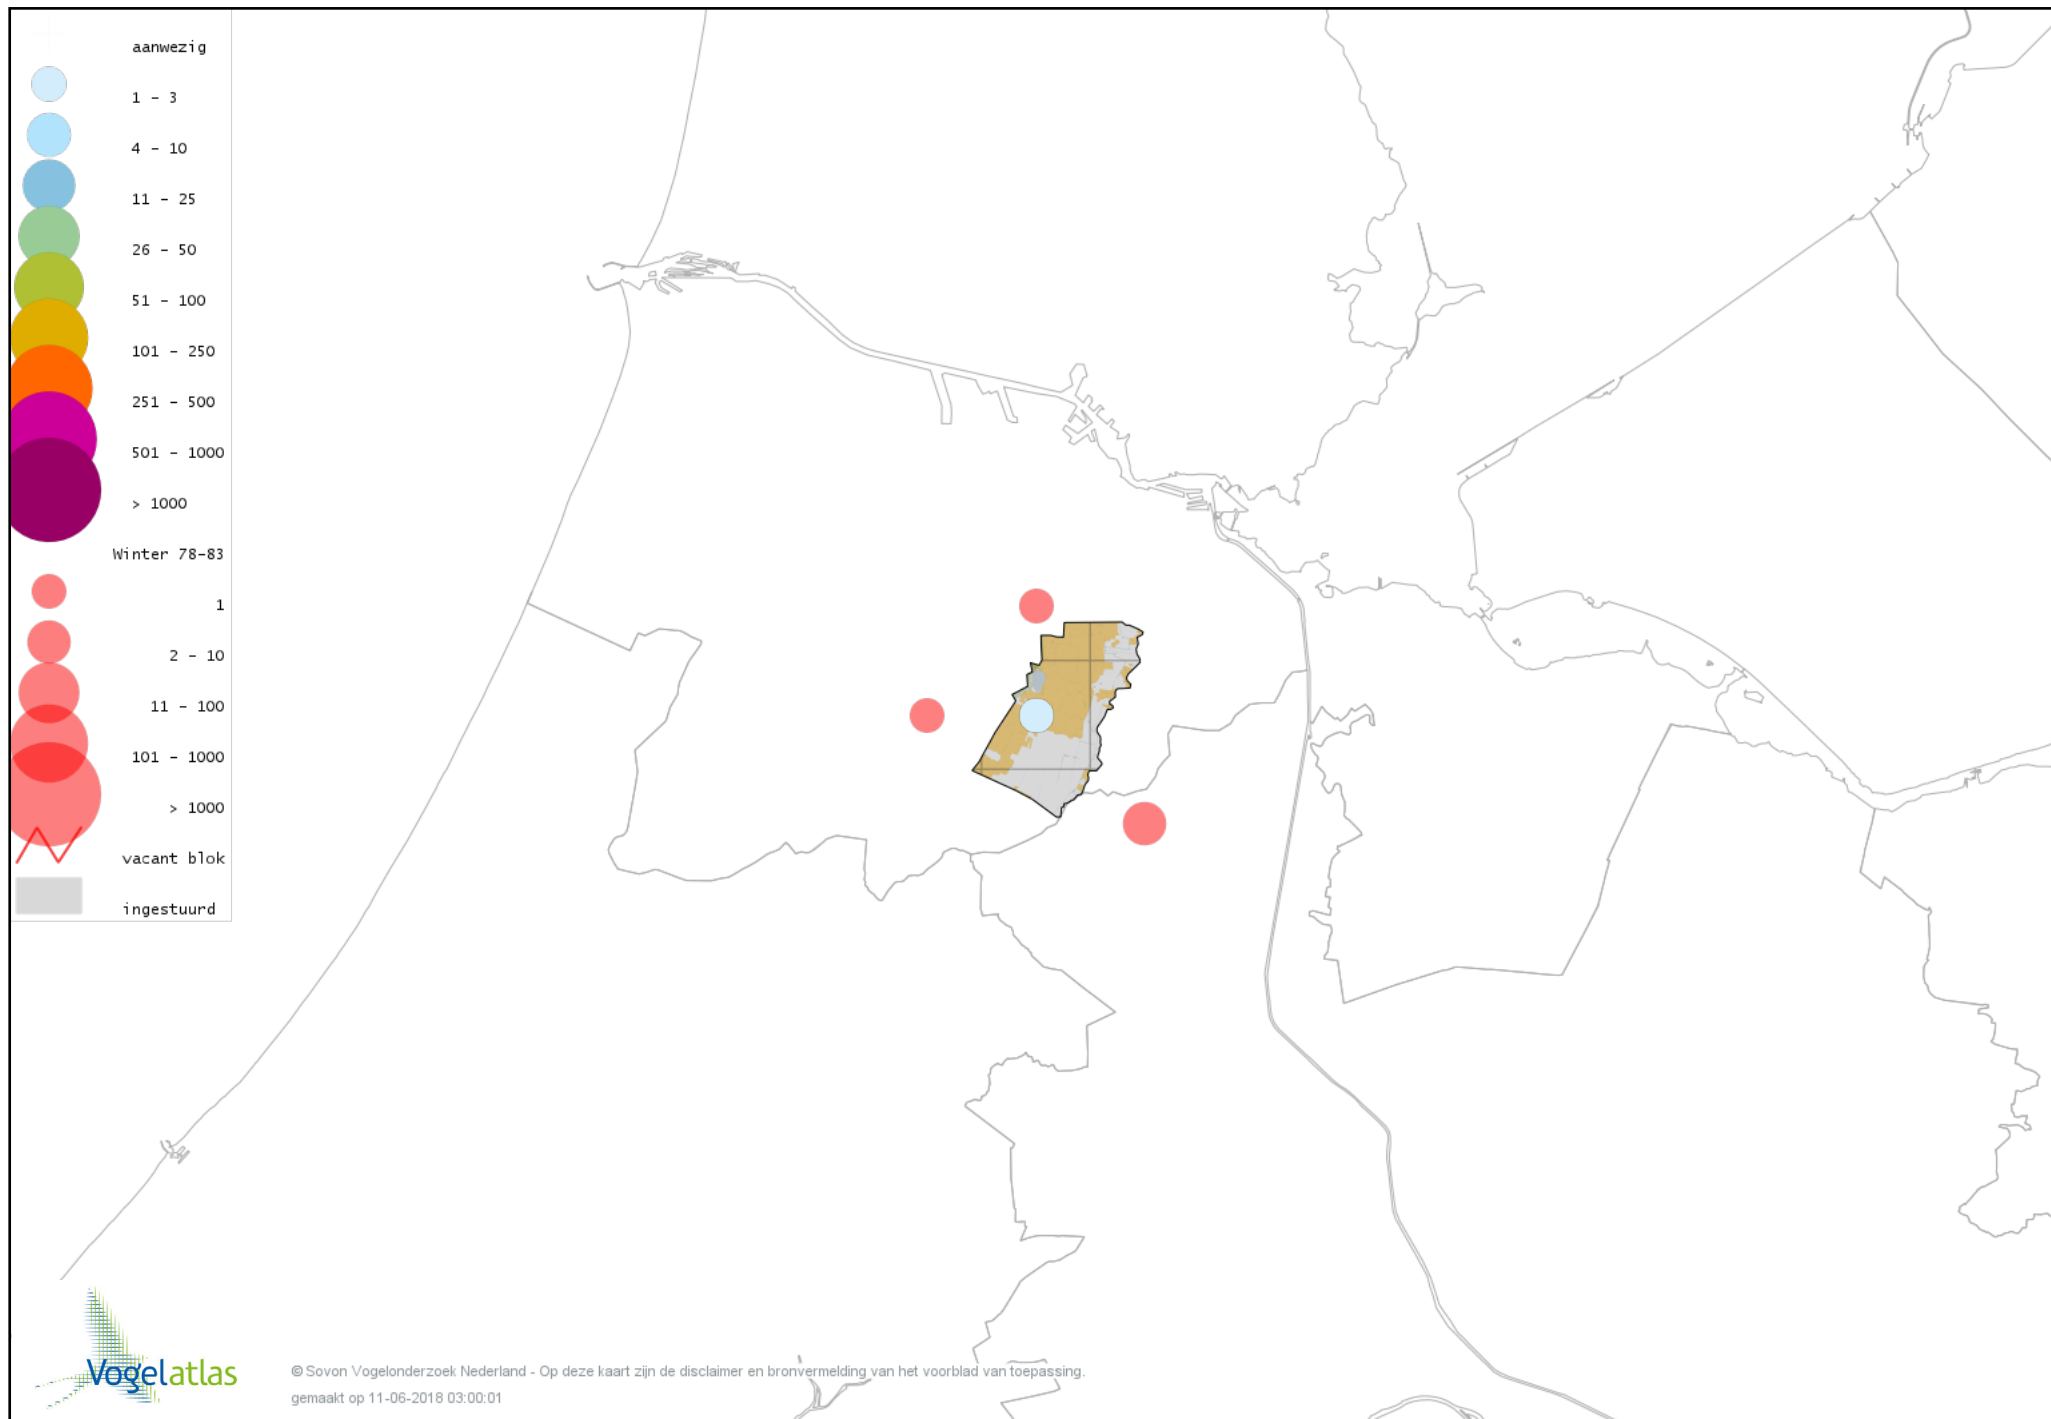 aanwezig
1 - 3
4 - 10
11 - 25
26 - 50
51 - 100
101 - 250
251 - 500
501 - 1000
> 1000
Winter 78-83
1
2 - 10
11 - 100
101 - 1000
> 1000
vacant blok
ingestuurd
Vogelatlas
© Sovon Vogelonderzoek Nederland - Op deze kaart zijn de disclaimer en bronvermelding van het voorblad van toepassing.
gemaakt op 11-06-2018 03:00:01